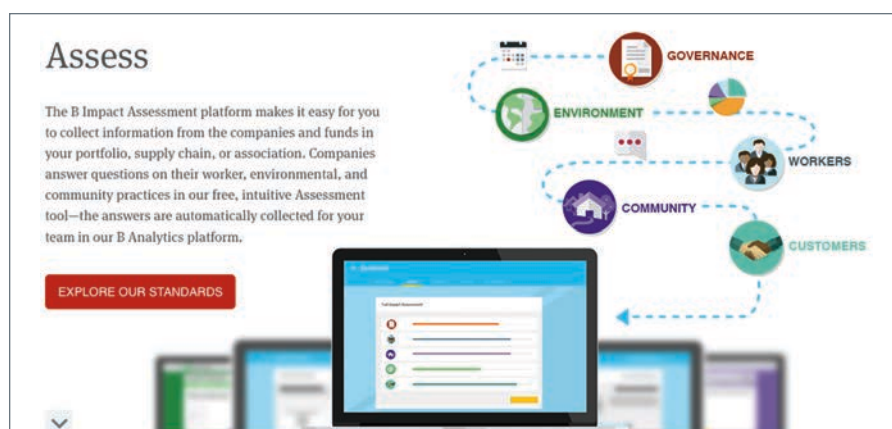 Assess
The B Impact Assessment platform makes it easy for you
to collect information from the companies and funds in
your portfolio, supply chain, or association. Companies
answer questions on their worker, environmental, and
community practices in our free, intuitive Assessment
tool—the answers are automatically collected for your
team in our B Analytics platform.
EXPLORE OUR STANDARDS
GOVERNANCE
ENVIRONMENT
WORKERS
COMMUNITY
CUSTOMERS
Full Impact Assessment